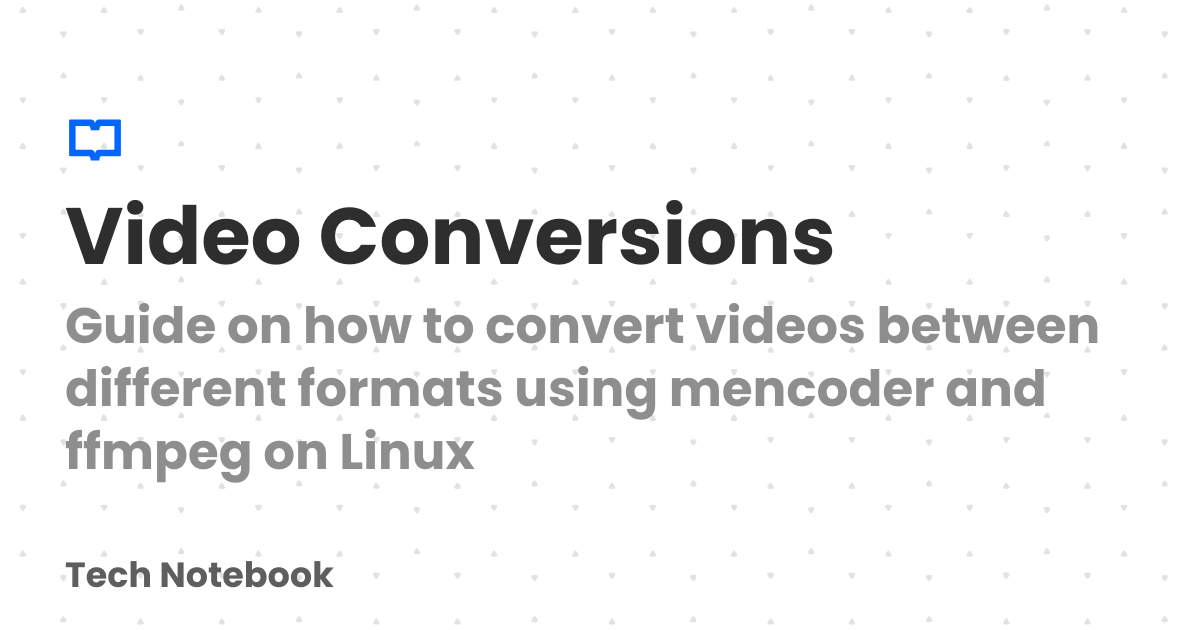 Video Conversions
Guide on how to convert videos between
different formats using mencoder and
ffmpeg on Linux
Tech Notebook